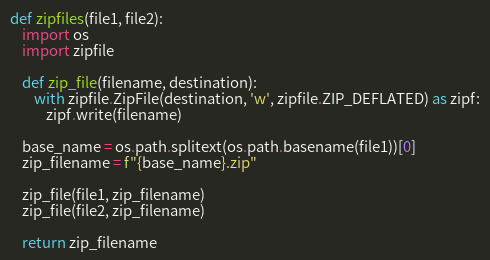 def zipfiles(file1, file2):
    import os
    import zipfile

    def zip_file(filename, destination):
        with zipfile.ZipFile(destination, 'w', zipfile.ZIP_DEFLATED) as zipf:
            zipf.write(filename)

    base_name = os.path.splitext(os.path.basename(file1))[0]
    zip_filename = f"{base_name}.zip"

    zip_file(file1, zip_filename)
    zip_file(file2, zip_filename)

    return zip_filename